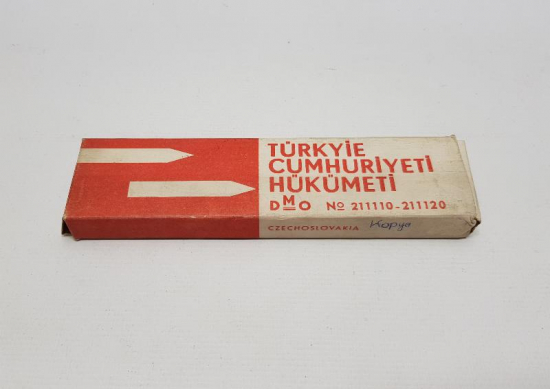 TÜRKYİE
CUMHURİYETİ
HÜKÜMETİ
DMO No 211110-211120
CZECHOSLOVAKIA Kopya